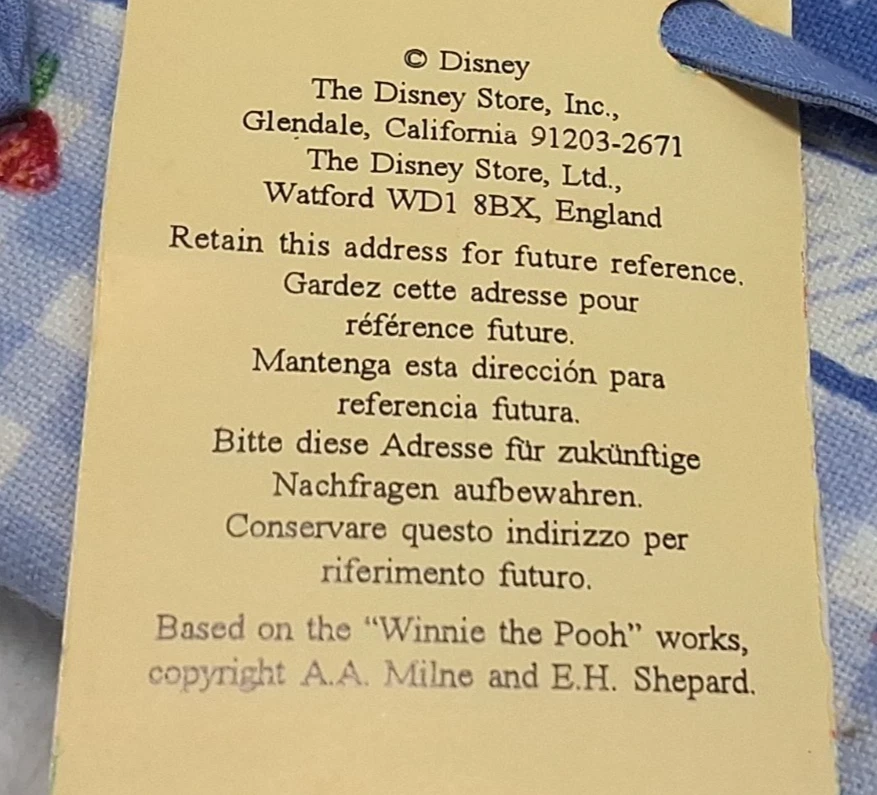 © Disney
The Disney Store, Inc.,
Glendale, California 91203-2671
The Disney Store, Ltd.,
Watford WD1 8BX, England
Retain this address for future reference.
Gardez cette adresse pour
référence future.
Mantenga esta dirección para
referencia futura.
Bitte diese Adresse für zukünftige
Nachfragen aufbewahren.
Conservare questo indirizzo per
riferimento futuro.
Based on the “Winnie the Pooh” works,
copyright A.A. Milne and E.H. Shepard.